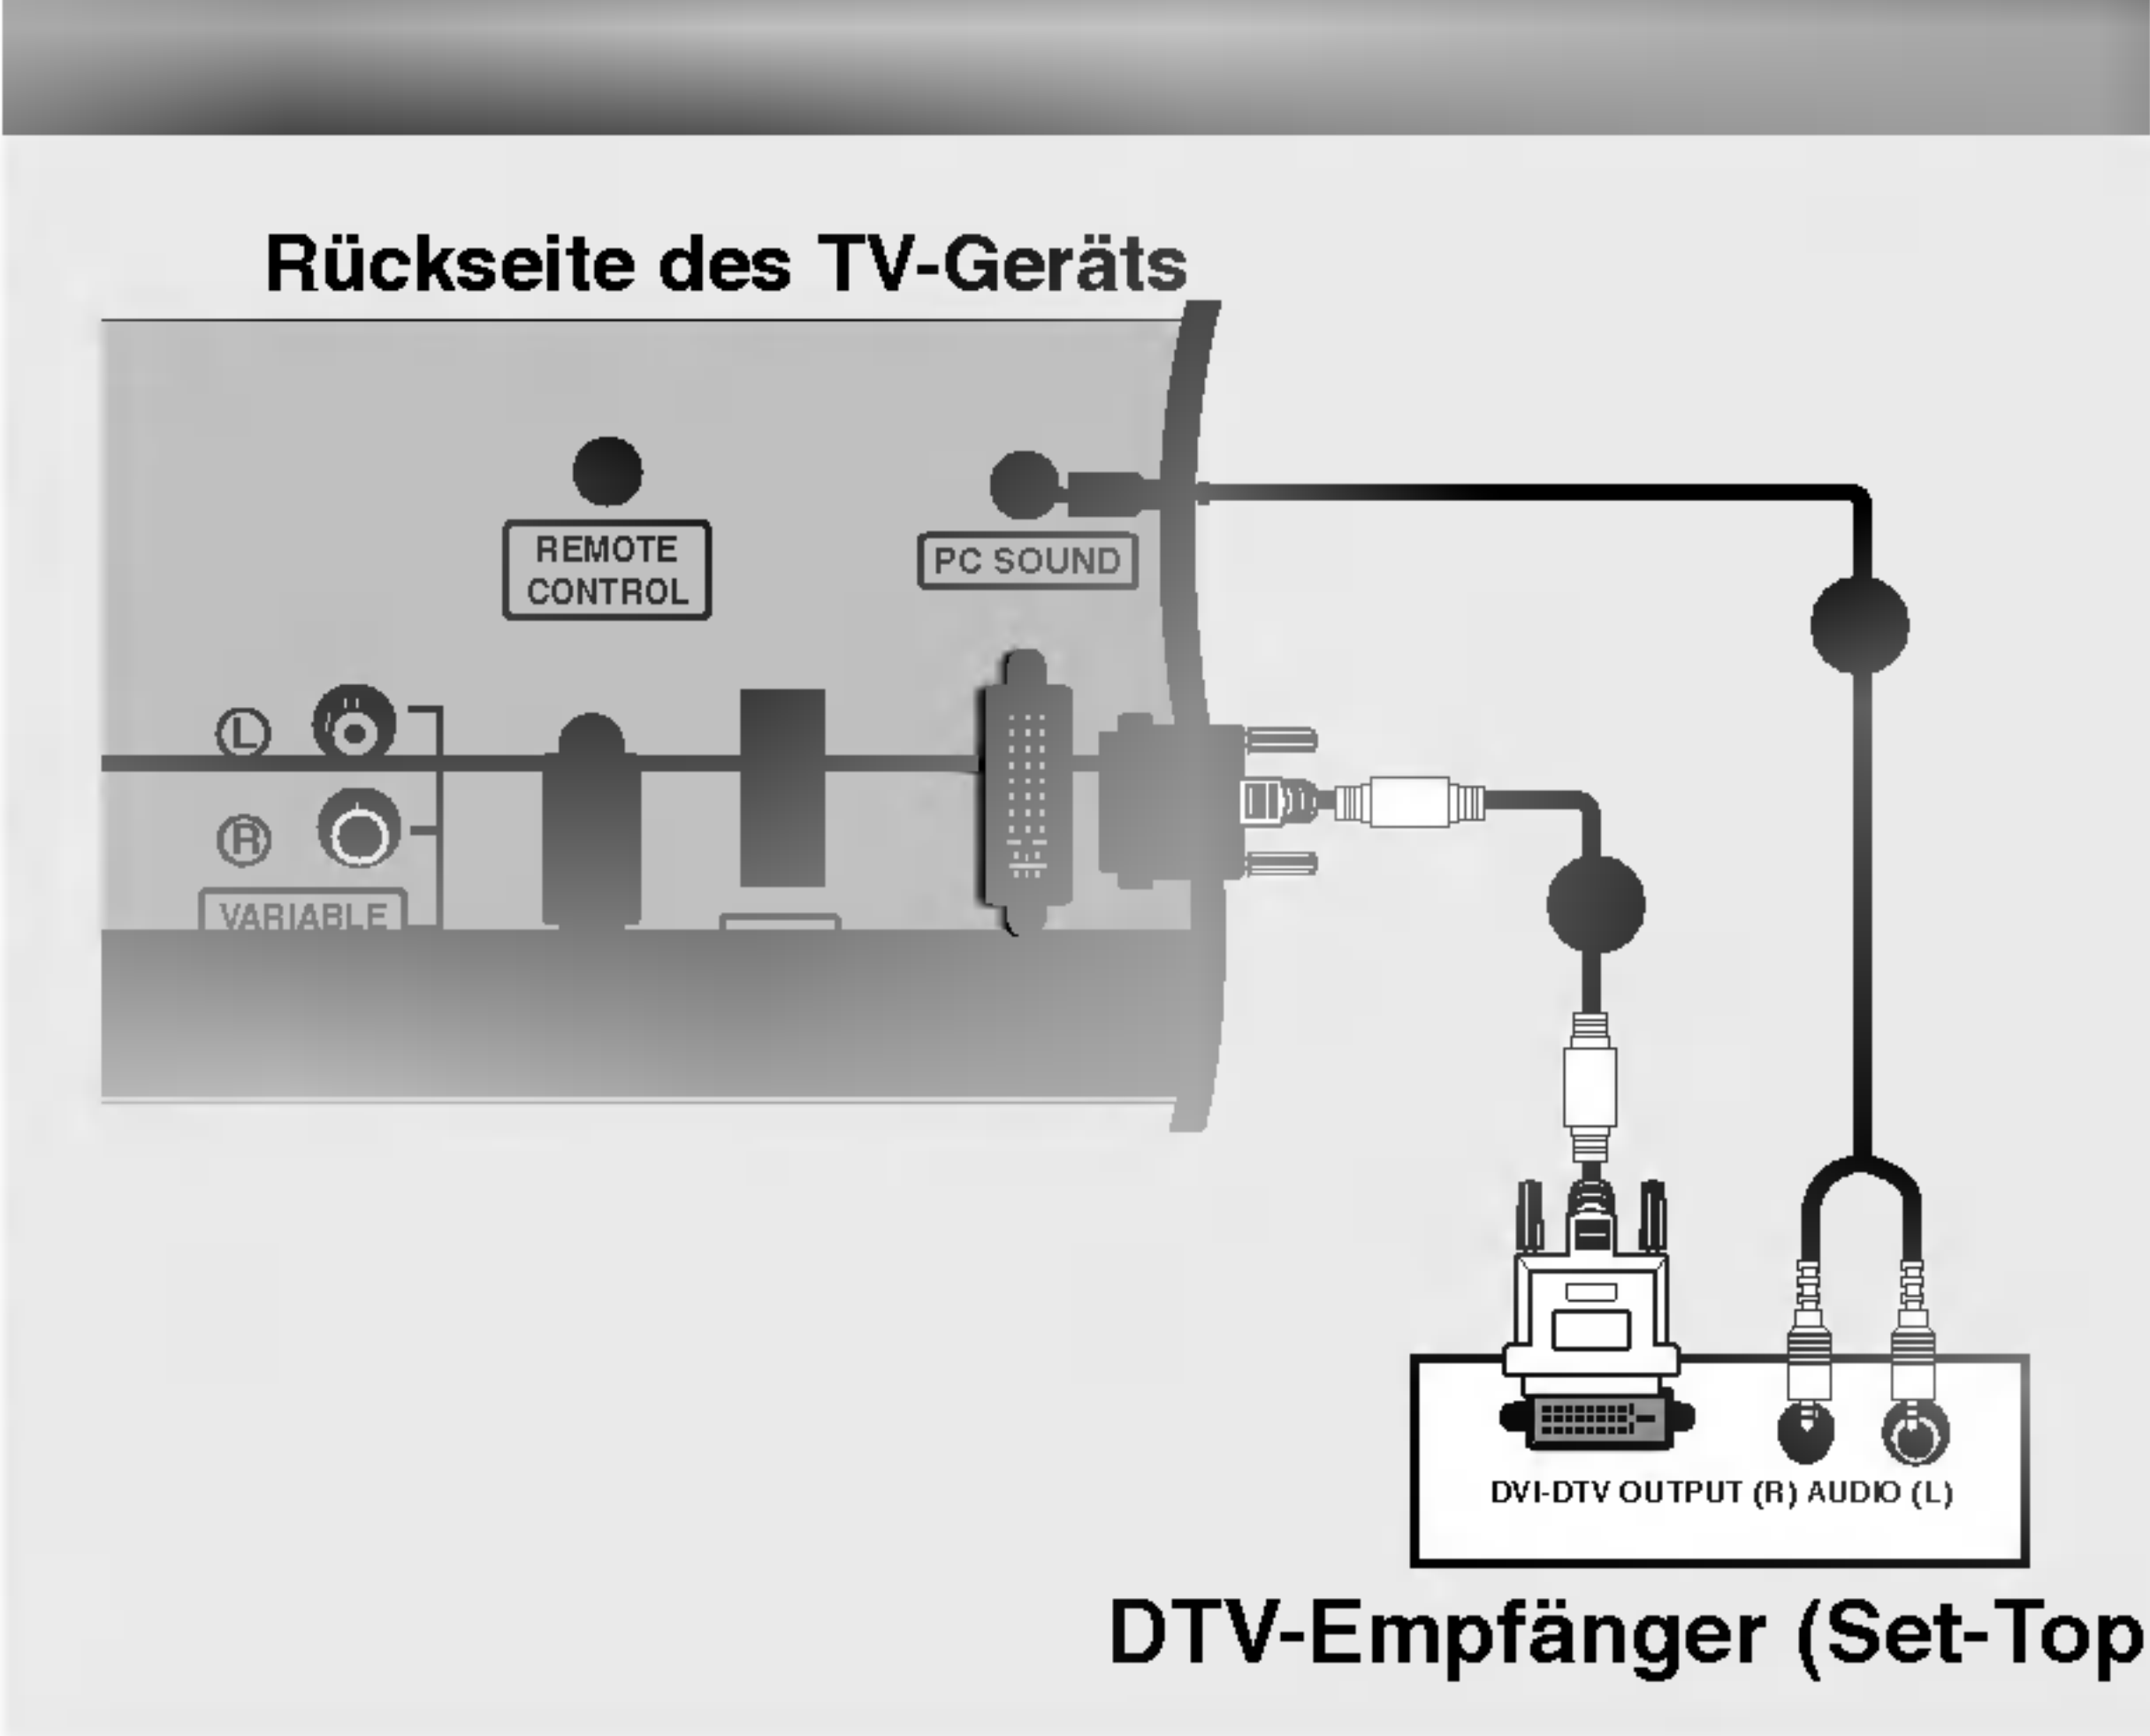 Rückseite des TV-Geräts
REMOTE
CONTROL
PC SOUND
L
R
VARIABLE
DVI-DTV OUTPUT (R) AUDIO (L)
DTV-Empfänger (Set-Top